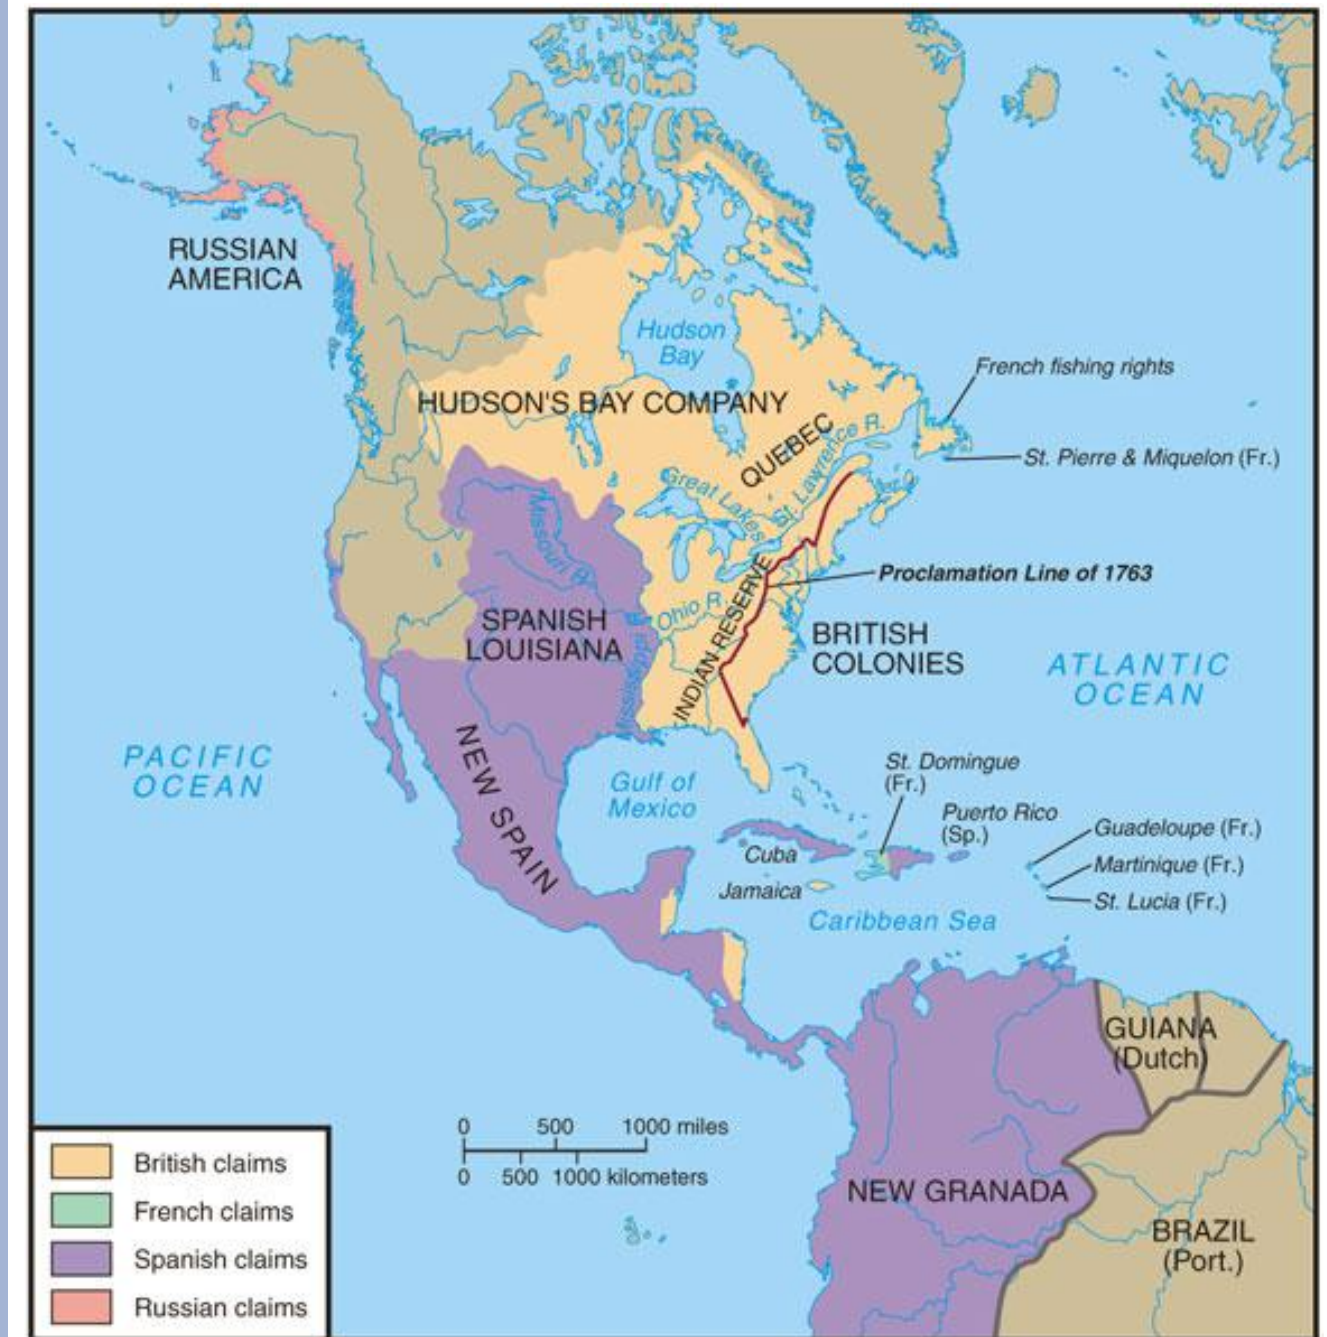 RUSSIAN
AMERICA
Hudson
Bay
French fishing rights
HUDSON'S BAY COMPANY
QUEBEC
St. Lawrence R.
St. Pierre & Miquelon (Fr.)
Great Lakes
Missouri R.
Proclamation Line of 1763
Ohio R.
SPANISH
LOUISIANA
Mississippi
INDIAN RESERVE
BRITISH
COLONIES
ATLANTIC
OCEAN
PACIFIC
OCEAN
NEW SPAIN
Gulf of
Mexico
St. Domingue
(Fr.)
Puerto Rico
(Sp.)
Guadeloupe (Fr.)
Cuba
Martinique (Fr.)
Jamaica
St. Lucia (Fr.)
Caribbean Sea
GUIANA
(Dutch)
0 500 1000 miles
0 500 1000 kilometers
NEW GRANADA
BRAZIL
(Port.)
British claims
French claims
Spanish claims
Russian claims